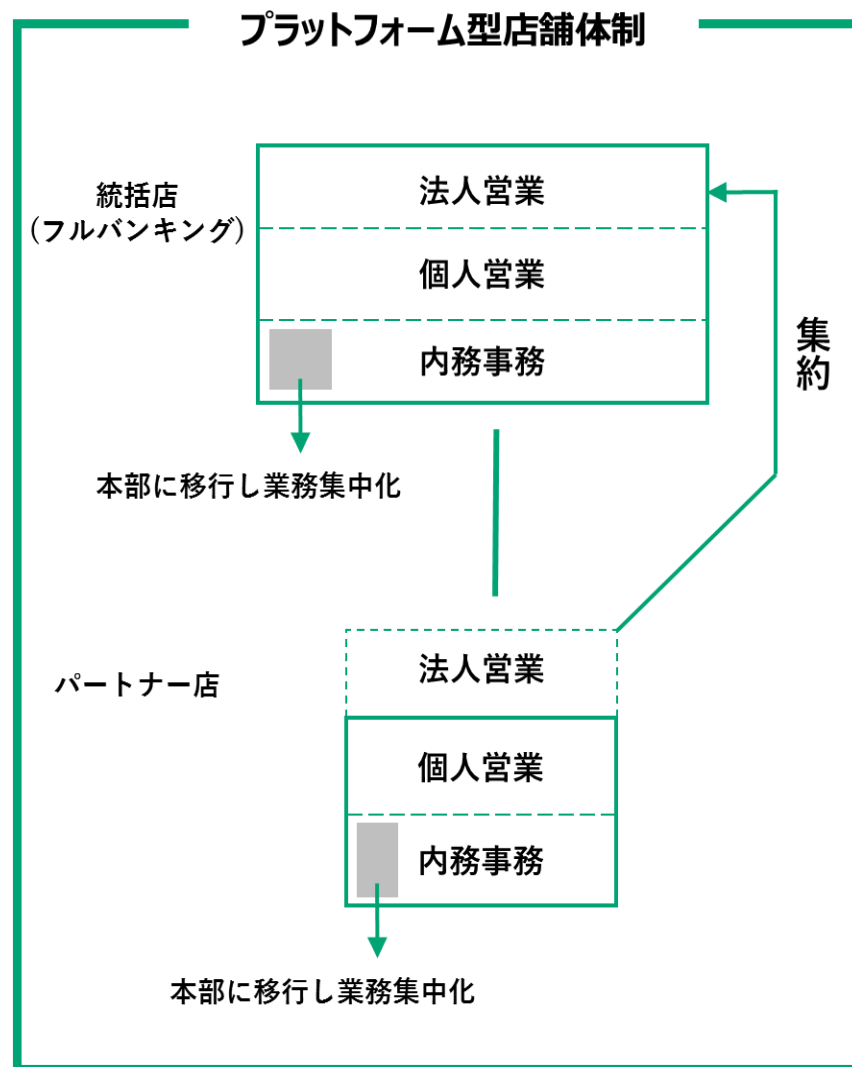 プラットフォーム型店舗体制
統括店
(フルバンキング)
法人営業
個人営業
内務事務
集約
本部に移行し業務集中化
パートナー店
法人営業
個人営業
内務事務
本部に移行し業務集中化